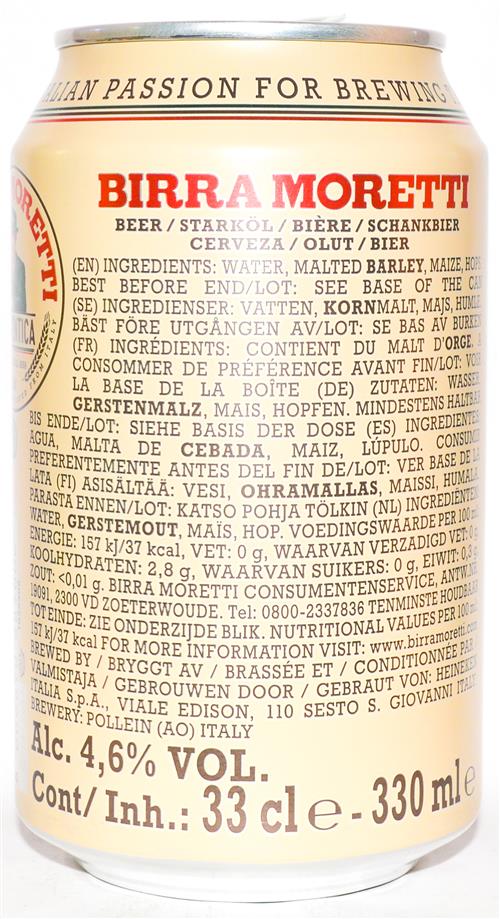 ALIAN PASSION FOR BREWING
MORETTI
BIRRA MORETTI
BEER / STARKÖL / BIÈRE / SCHANKBIER
CERVEZA / OLUT / BIER
(EN) INGREDIENTS: WATER, MALTED BARLEY, MAIZE, HOPS.
BEST BEFORE END/LOT: SEE BASE OF THE CAN
(SE) INGREDIENSER: VATTEN, KORNMALT, MAJS, HUMLE.
BÄST FÖRE UTGÅNGEN AV/LOT: SE BAS AV BURKEN
(FR) INGRÉDIENTS: CONTIENT DU MALT D'ORGE. A
CONSOMMER DE PRÉFÉRENCE AVANT FIN/LOT: VOIR
LA BASE DE LA BOÎTE (DE) ZUTATEN: WASSER,
GERSTENMALZ, MAIS, HOPFEN. MINDESTENS HALTBAR
BIS ENDE/LOT: SIEHE BASIS DER DOSE (ES) INGREDIENTES:
AGUA, MALTA DE CEBADA, MAIZ, LÚPULO. CONSUMIR
PREFERENTEMENTE ANTES DEL FIN DE/LOT: VER BASE DE LA
LATA (FI) AISÄLTÄÄ: VESI, OHRAMALLAS, MAISSI, HUMALA.
PARASTA ENNEN/LOT: KATSO POHJA TÖLKIN (NL) INGREDIËNTEN:
WATER, GERSTEMOUT, MAÏS, HOP. VOEDINGSWAARDE PER 100 ml:
ENERGIE: 157 kJ/37 kcal, VET: 0 g, WAARVAN VERZADIGD VET: 0 g,
KOOLHYDRATEN: 2,8 g, WAARVAN SUIKERS: 0 g, EIWIT: 0,3 g,
ZOUT: <0,01 g. BIRRA MORETTI CONSUMENTENSERVICE, ANTW.NR.
19091, 2300 VD ZOETERWOUDE. Tel: 0800-2337836 TENMINSTE HOUDBAAR
TOT EINDE: ZIE ONDERZIJDE BLIK. NUTRITIONAL VALUES PER 100 ml:
157 kJ/37 kcal FOR MORE INFORMATION VISIT: www.birramoretti.com
BREWED BY / BRYGGT AV / BRASSÉE ET / CONDITIONNÉE PAR
VALMISTAJA / GEBROUWEN DOOR / GEBRAUT VON: HEINEKEN
ITALIA S.p.A., VIALE EDISON, 110 SESTO S. GIOVANNI ITALY
BREWERY: POLLEIN (AO) ITALY
Alc. 4,6% VOL.
Cont/ Inh.: 33 cl e - 330 ml e